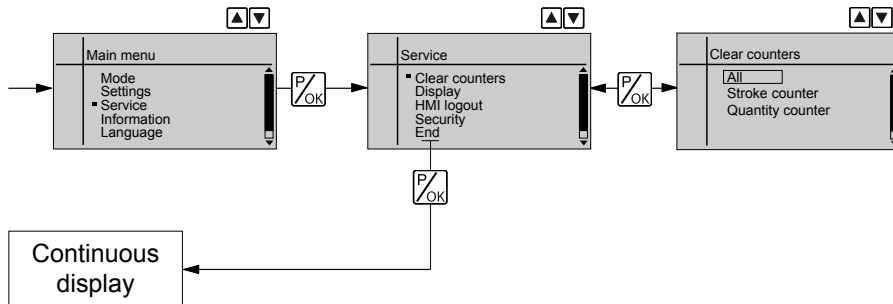 Main menu
Mode
Settings
Service
Information
Language
P/OK
Service
Clear counters
Display
HMI logout
Security
End
P/OK
Clear counters
All
Stroke counter
Quantity counter
P/OK
Continuous
display